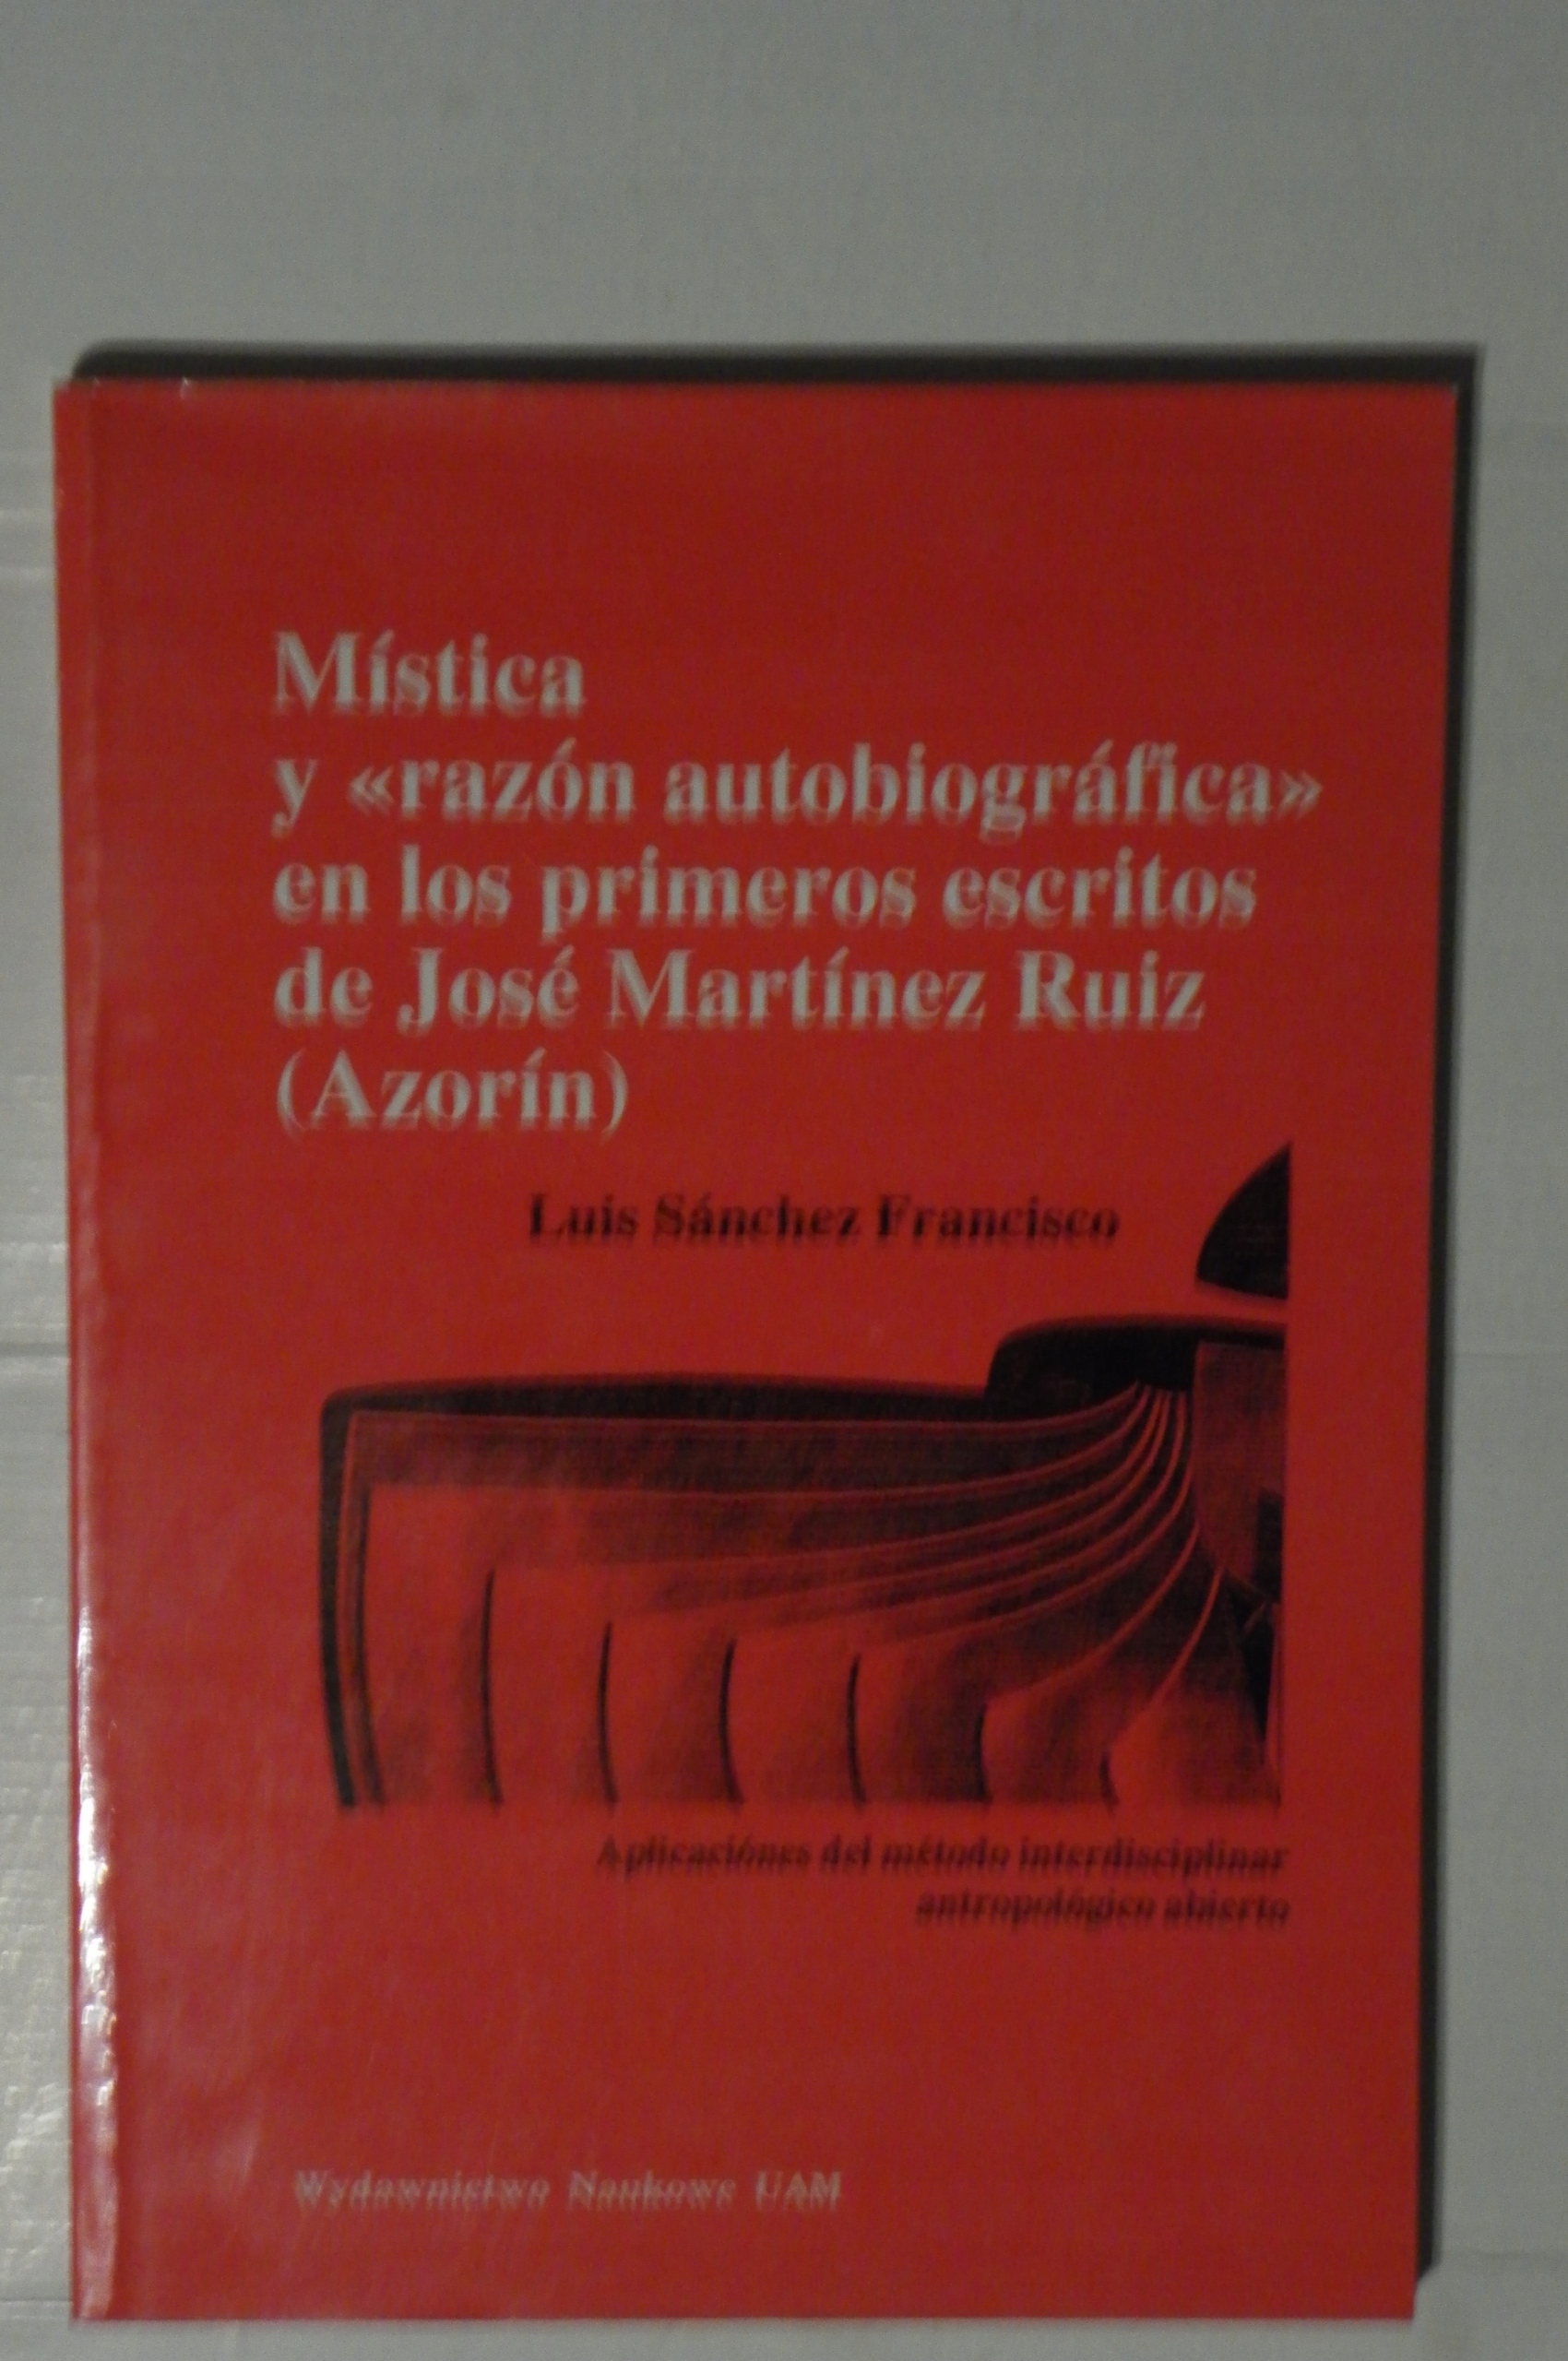 Mística
y «razón autobiográfica»
en los primeros escritos
de José Martínez Ruiz
(Azorín)
Luis Sánchez Francisco
Aplicaciónes del método interdisciplinar
antropológico abierto
Wydawnictwo Naukowe UAM